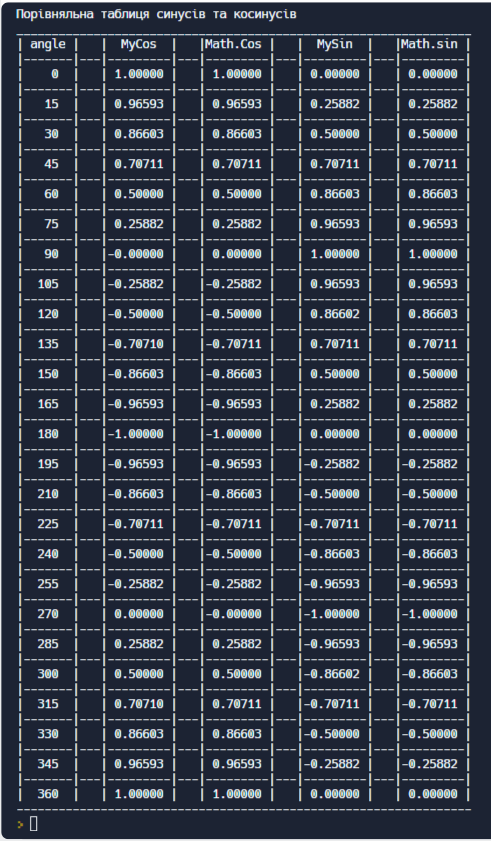 Порівняльна таблиця синусів та косинусів
| angle | | MyCos | |Math.Cos | | MySin | |Math.sin |
| 0 | | 1.00000 | | 1.00000 | | 0.00000 | | 0.00000 |
| 15 | | 0.96593 | | 0.96593 | | 0.25882 | | 0.25882 |
| 30 | | 0.86603 | | 0.86603 | | 0.50000 | | 0.50000 |
| 45 | | 0.70711 | | 0.70711 | | 0.70711 | | 0.70711 |
| 60 | | 0.50000 | | 0.50000 | | 0.86603 | | 0.86603 |
| 75 | | 0.25882 | | 0.25882 | | 0.96593 | | 0.96593 |
| 90 | |-0.00000 | | 0.00000 | | 1.00000 | | 1.00000 |
| 105 | |-0.25882 | |-0.25882 | | 0.96593 | | 0.96593 |
| 120 | |-0.50000 | |-0.50000 | | 0.86602 | | 0.86603 |
| 135 | |-0.70710 | |-0.70711 | | 0.70711 | | 0.70711 |
| 150 | |-0.86603 | |-0.86603 | | 0.50000 | | 0.50000 |
| 165 | |-0.96593 | |-0.96593 | | 0.25882 | | 0.25882 |
| 180 | |-1.00000 | |-1.00000 | | 0.00000 | | 0.00000 |
| 195 | |-0.96593 | |-0.96593 | |-0.25882 | |-0.25882 |
| 210 | |-0.86603 | |-0.86603 | |-0.50000 | |-0.50000 |
| 225 | |-0.70711 | |-0.70711 | |-0.70711 | |-0.70711 |
| 240 | |-0.50000 | |-0.50000 | |-0.86603 | |-0.86603 |
| 255 | |-0.25882 | |-0.25882 | |-0.96593 | |-0.96593 |
| 270 | | 0.00000 | |-0.00000 | |-1.00000 | |-1.00000 |
| 285 | | 0.25882 | | 0.25882 | |-0.96593 | |-0.96593 |
| 300 | | 0.50000 | | 0.50000 | |-0.86602 | |-0.86603 |
| 315 | | 0.70710 | | 0.70711 | |-0.70711 | |-0.70711 |
| 330 | | 0.86603 | | 0.86603 | |-0.50000 | |-0.50000 |
| 345 | | 0.96593 | | 0.96593 | |-0.25882 | |-0.25882 |
| 360 | | 1.00000 | | 1.00000 | | 0.00000 | | 0.00000 |
>